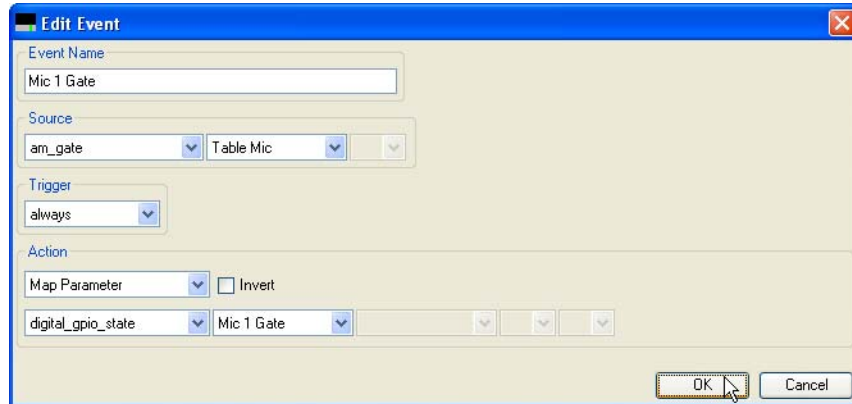 Edit Event
Event Name
Mic 1 Gate
Source
am_gate Table Mic
Trigger
always
Action
Map Parameter Invert
digital_gpio_state Mic 1 Gate
OK Cancel